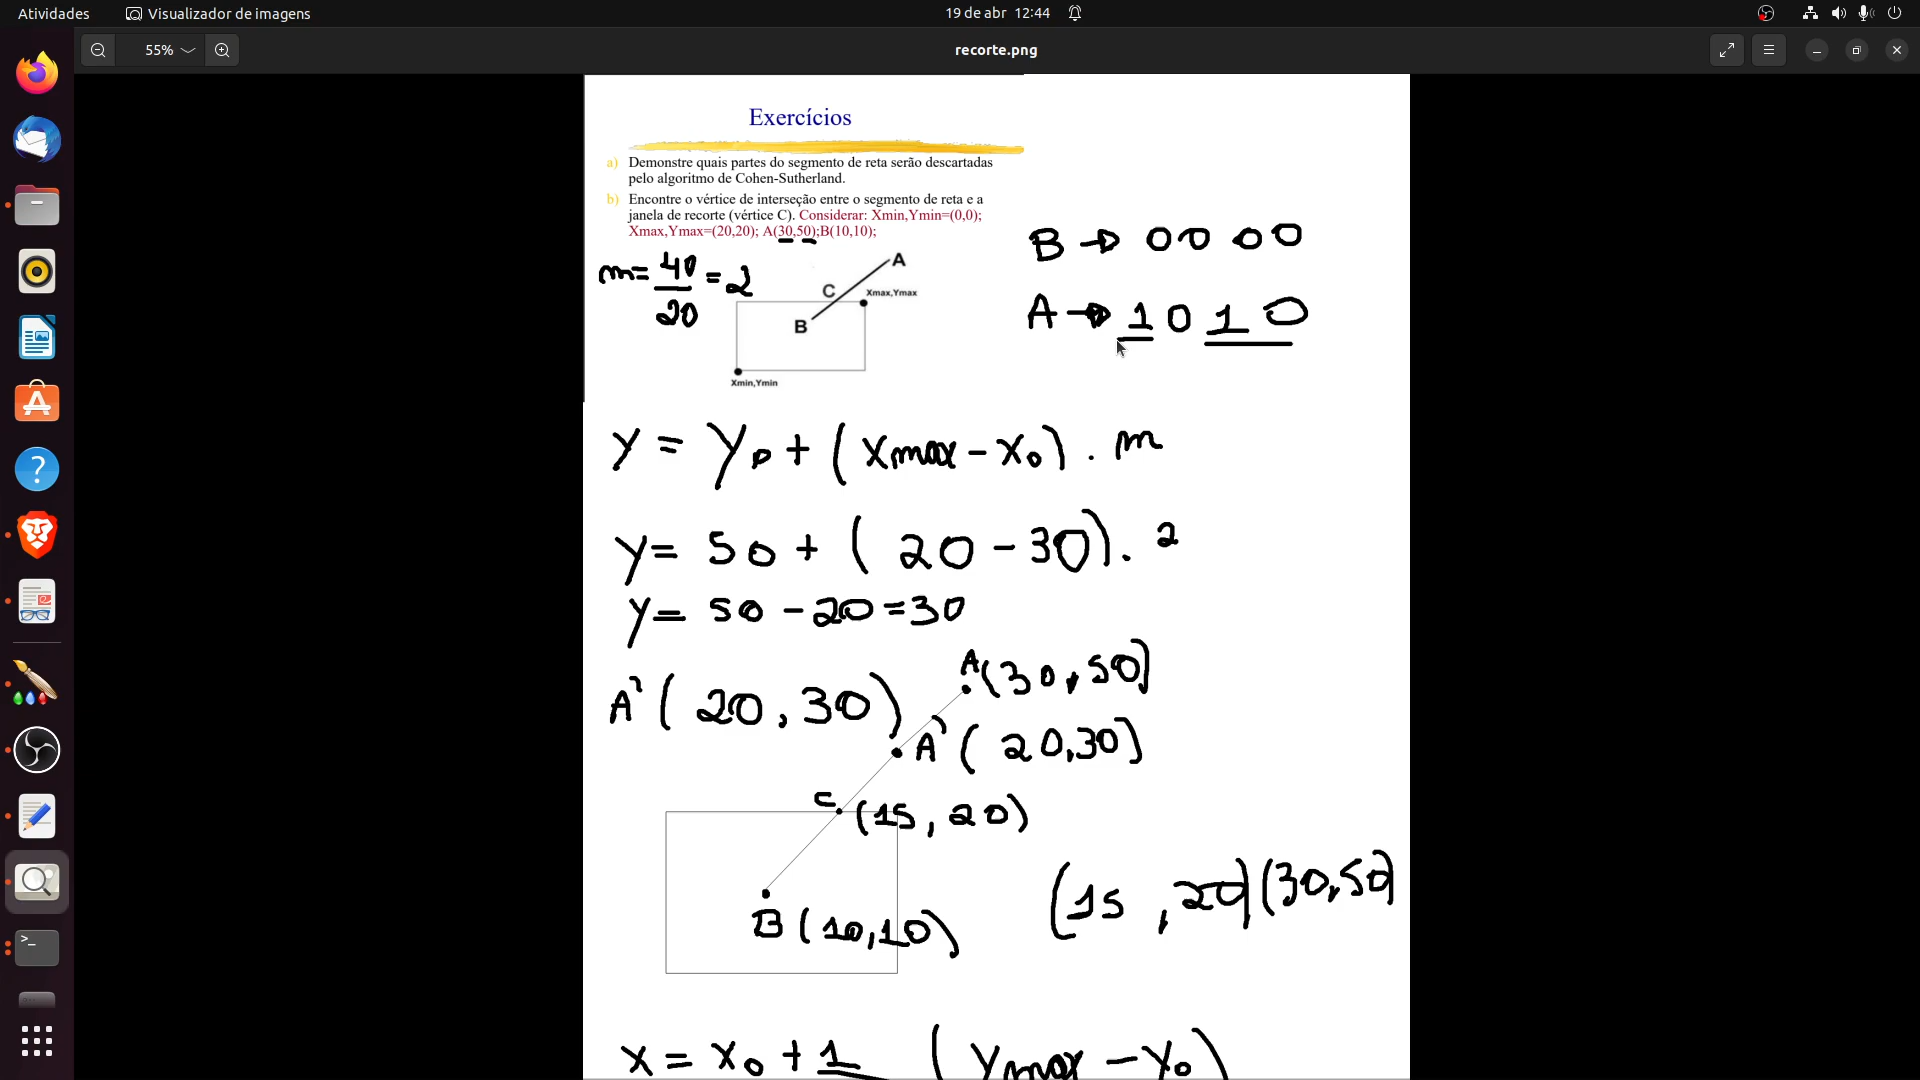 Atividades
Visualizador de imagens
19 de abr 12:44
55%
recorte.png
Exercícios
a) Demonstre quais partes do segmento de reta serão descartadas
pelo algoritmo de Cohen-Sutherland.
b) Encontre o vértice de interseção entre o segmento de reta e a
janela de recorte (vértice C). Considerar: Xmin,Ymin=(0,0);
Xmax,Ymax=(20,20); A(30,50);B(10,10);
B → 00 00
m= 40/20 = 2
A
C
Xmax,Ymax
B
Xmin,Ymin
A → 1 0 1 0
y = y0 + (xmax - x0) . m
y = 50 + (20 - 30) . 2
y = 50 - 20 = 30
A' (20,30)
A(30,50)
A' (20,30)
C (15,20)
B (10,10)
(15,20)(30,50)
x = x0 + 1 (ymax - y0)